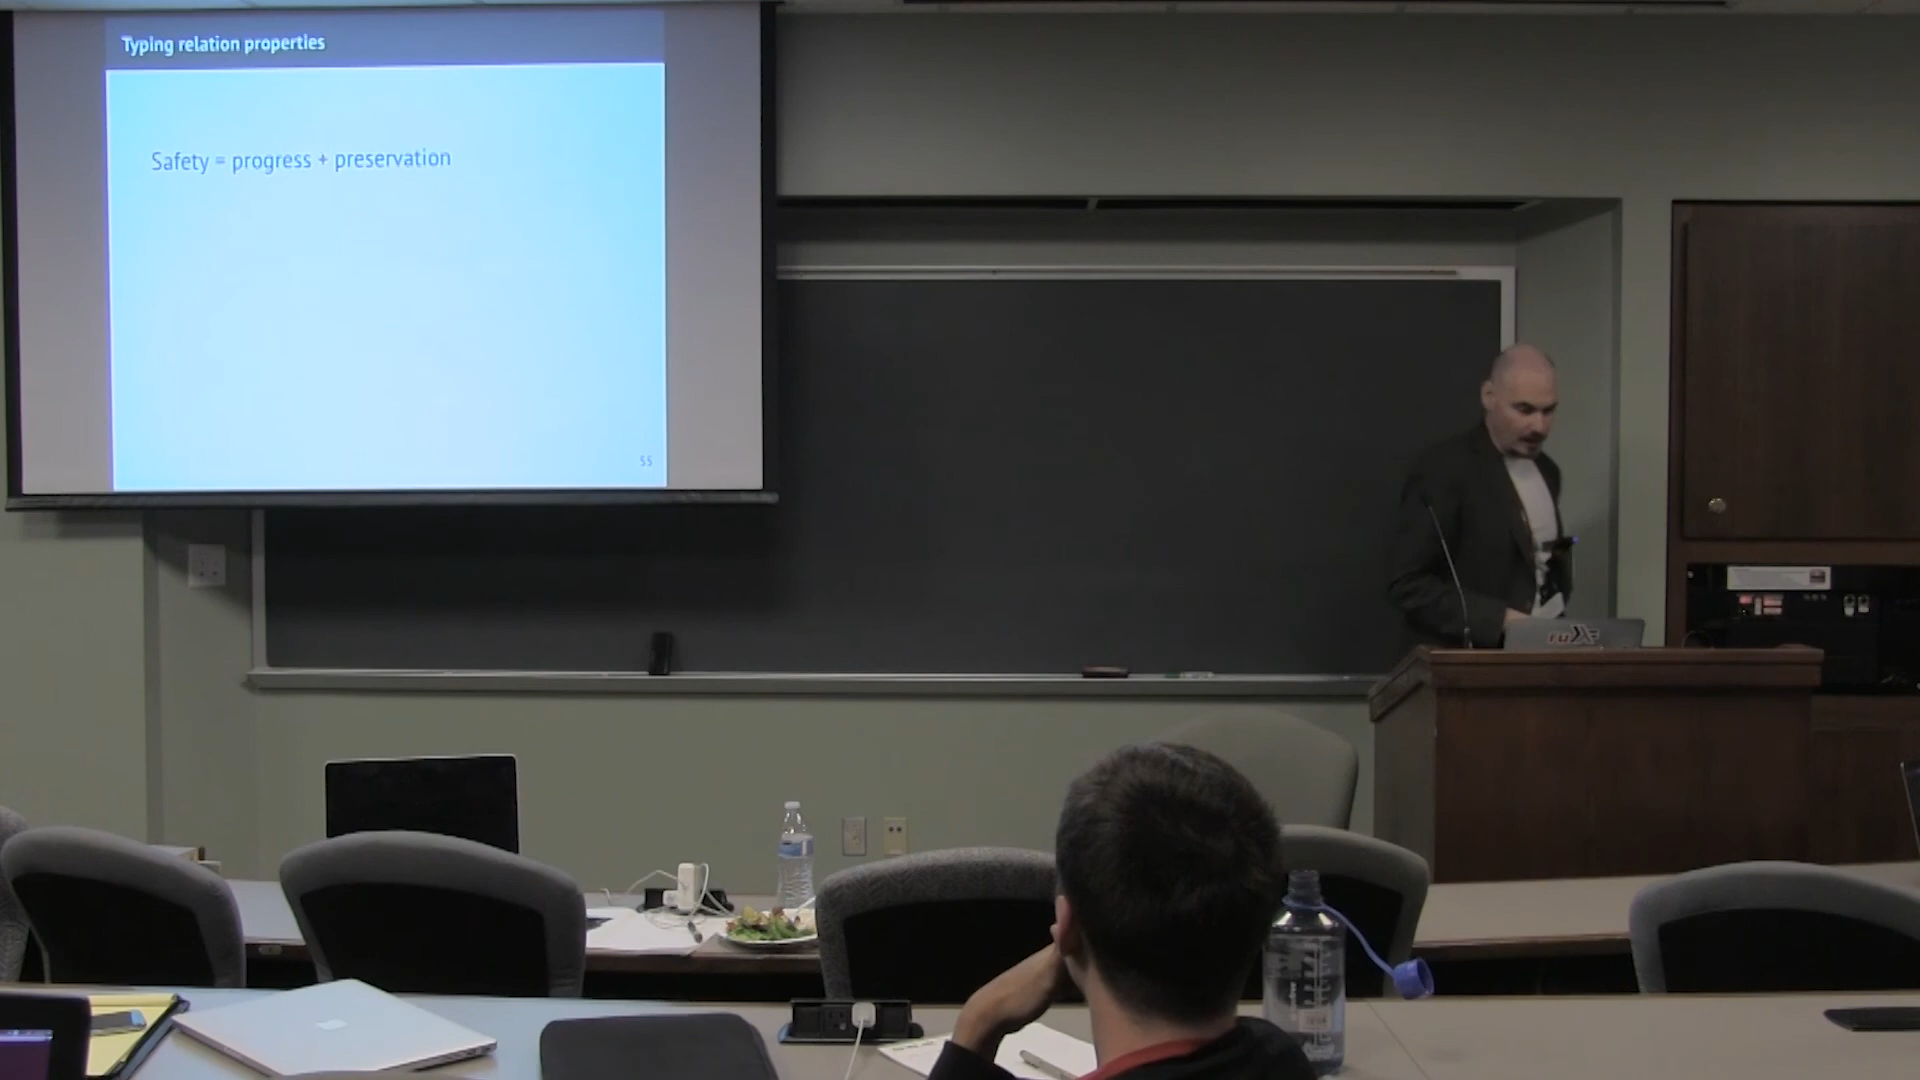 Typing relation properties
Safety = progress + preservation
55